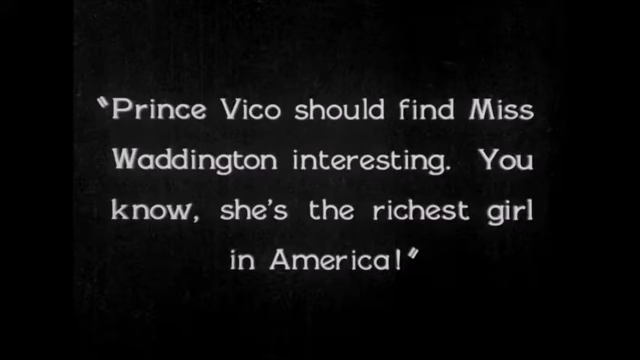 "Prince Vico should find Miss
Waddington interesting. You
know, she's the richest girl
in America!"